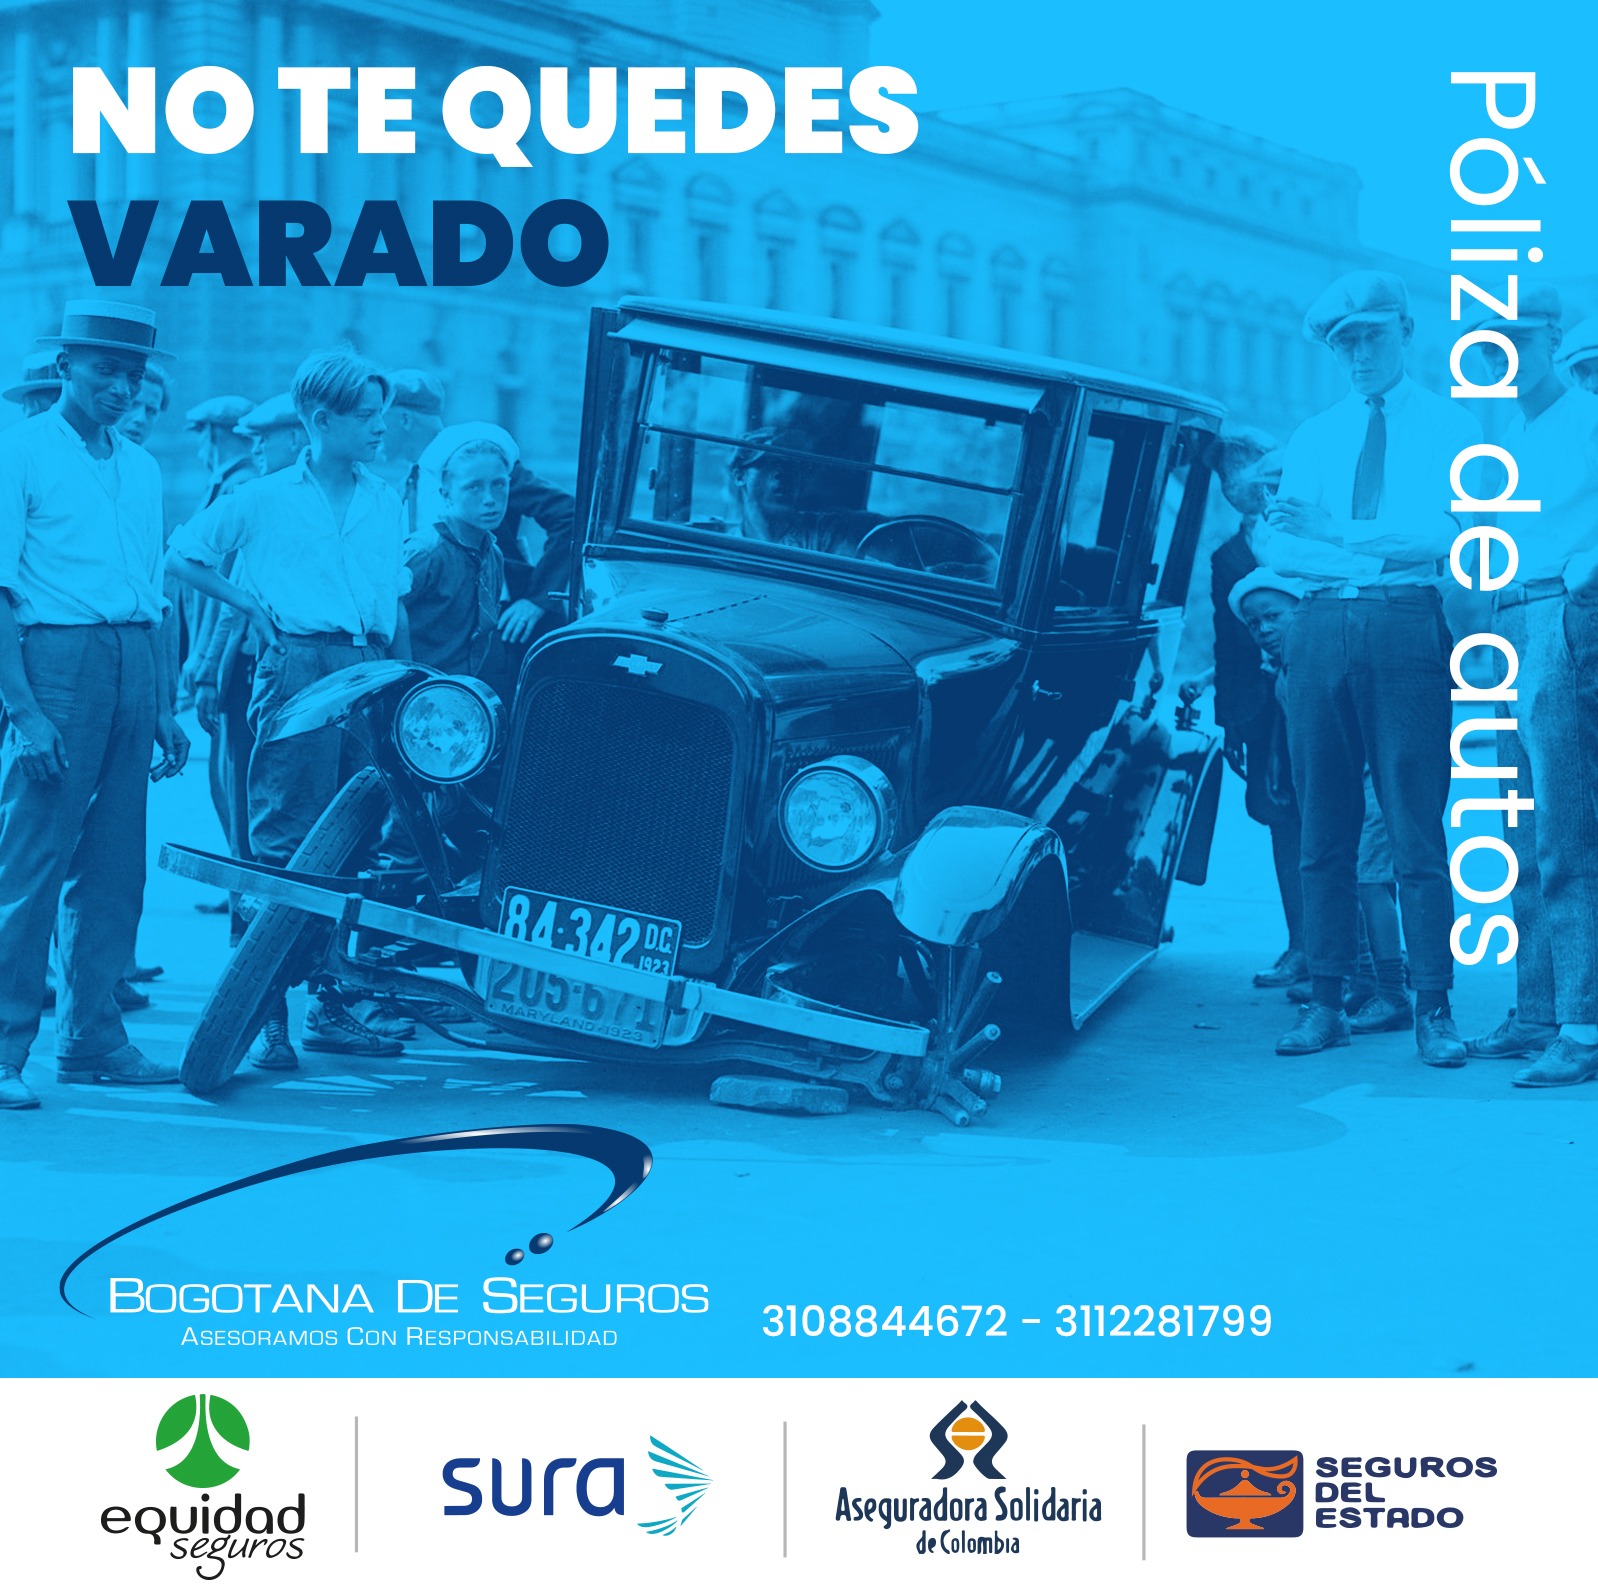 NO TE QUEDES
VARADO
Póliza de autos
84-342 D.C.
1923
205-671
MARYLAND-1923
BOGOTANA DE SEGUROS
ASESORAMOS CON RESPONSABILIDAD
3108844672 - 3112281799
equidad
seguros
sura
Aseguradora Solidaria
de Colombia
SEGUROS
DEL
ESTADO